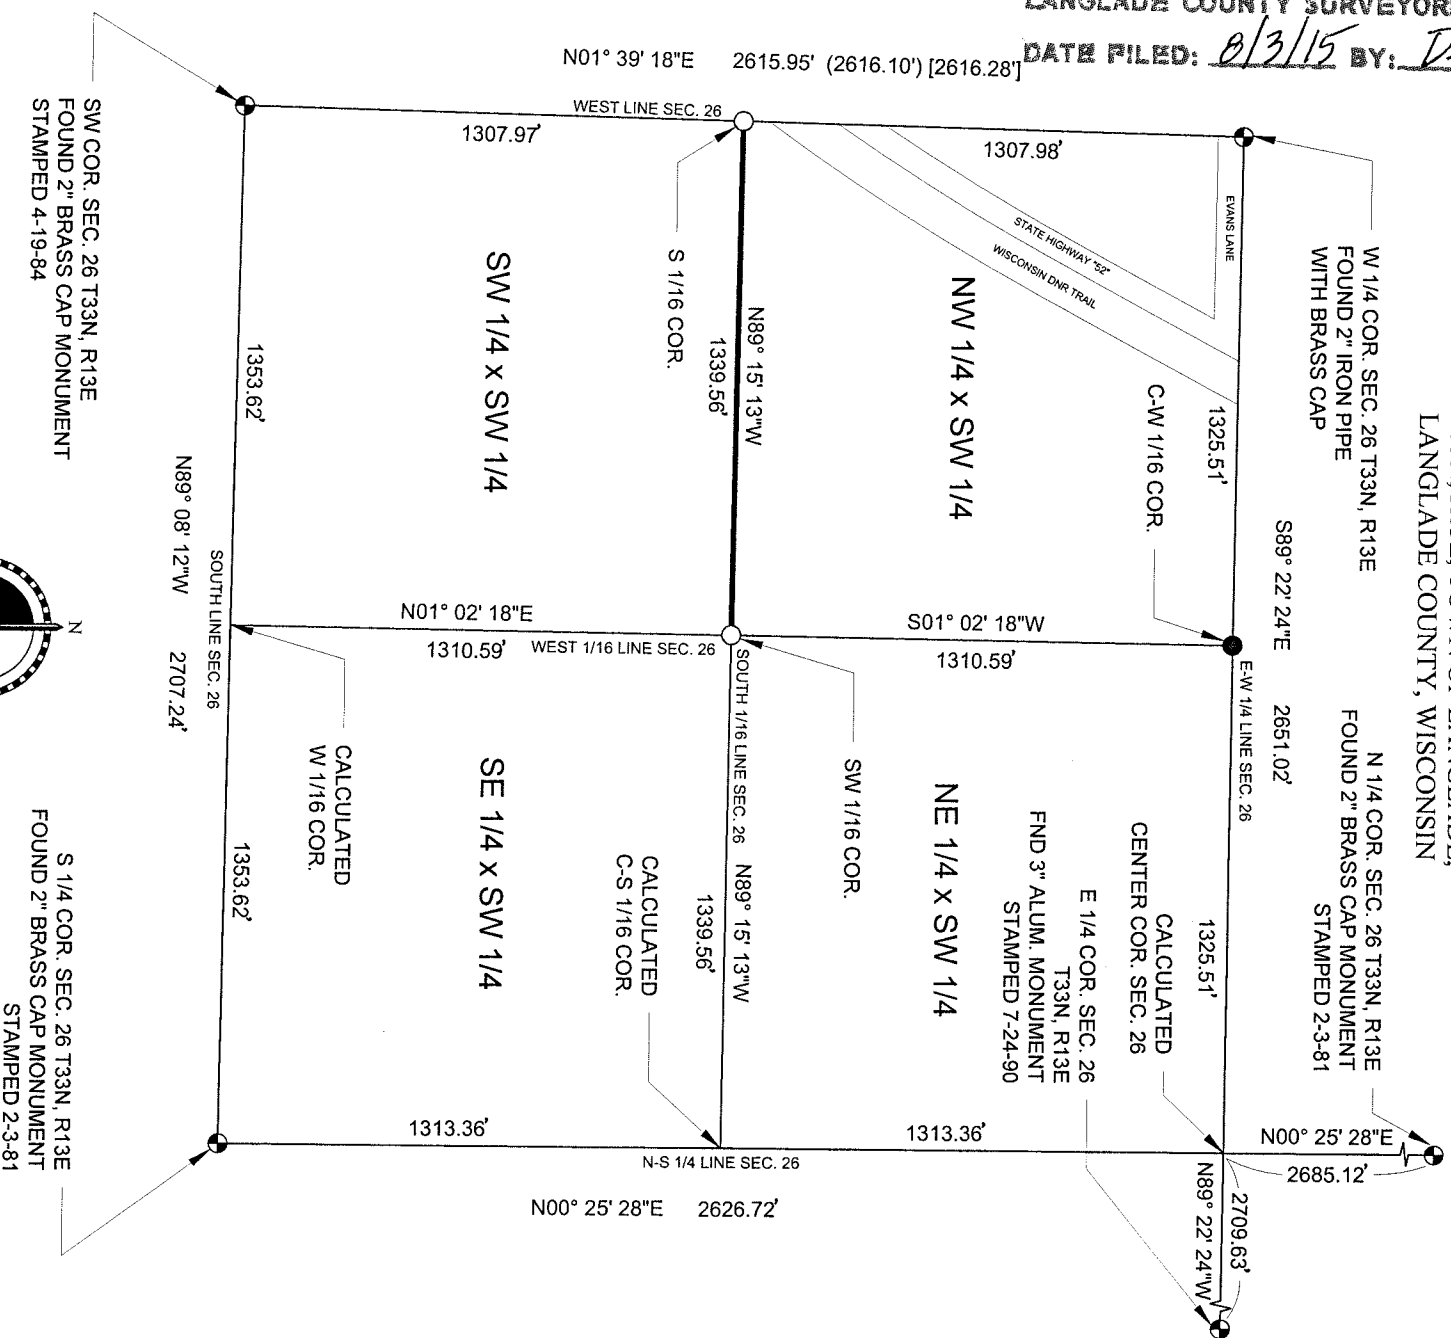 LANGLADE COUNTY SURVEYOR
DATE FILED: 8/3/15 BY:
LANGLADE COUNTY, WISCONSIN
N01° 39' 18"E 2615.95' (2616.10') [2616.28']
WEST LINE SEC. 26
1307.97'
1307.98'
SW COR. SEC. 26 T33N, R13E
FOUND 2" BRASS CAP MONUMENT
STAMPED 4-19-84
W 1/4 COR. SEC. 26 T33N, R13E
FOUND 2" IRON PIPE
WITH BRASS CAP
EVANS LANE
STATE HIGHWAY "52"
WISCONSIN DNR TRAIL
S 1/16 COR.
NW 1/4 x SW 1/4
SW 1/4 x SW 1/4
N89° 15' 13"W
1339.56'
1325.51'
C-W 1/16 COR.
S89° 22' 24"E 2651.02'
E-W 1/4 LINE SEC. 26
1353.62'
N89° 08' 12"W 2707.24'
SOUTH LINE SEC. 26
N
N01° 02' 18"E
1310.59'
WEST 1/16 LINE SEC. 26
S01° 02' 18"W
1310.59'
SOUTH 1/16 LINE SEC. 26 N89° 15' 13"W
1339.56'
SW 1/16 COR.
CALCULATED
W 1/16 COR.
NE 1/4 x SW 1/4
SE 1/4 x SW 1/4
CALCULATED
C-S 1/16 COR.
1325.51'
CALCULATED
CENTER COR. SEC. 26
E 1/4 COR. SEC. 26
T33N, R13E
FND 3" ALUM. MONUMENT
STAMPED 7-24-90
N 1/4 COR. SEC. 26 T33N, R13E
FOUND 2" BRASS CAP MONUMENT
STAMPED 2-3-81
1353.62'
S 1/4 COR. SEC. 26 T33N, R13E
FOUND 2" BRASS CAP MONUMENT
STAMPED 2-3-81
1313.36'
1313.36'
N-S 1/4 LINE SEC. 26
N00° 25' 28"E 2626.72'
N00° 25' 28"E
2685.12'
2709.63'
N89° 22' 24"W